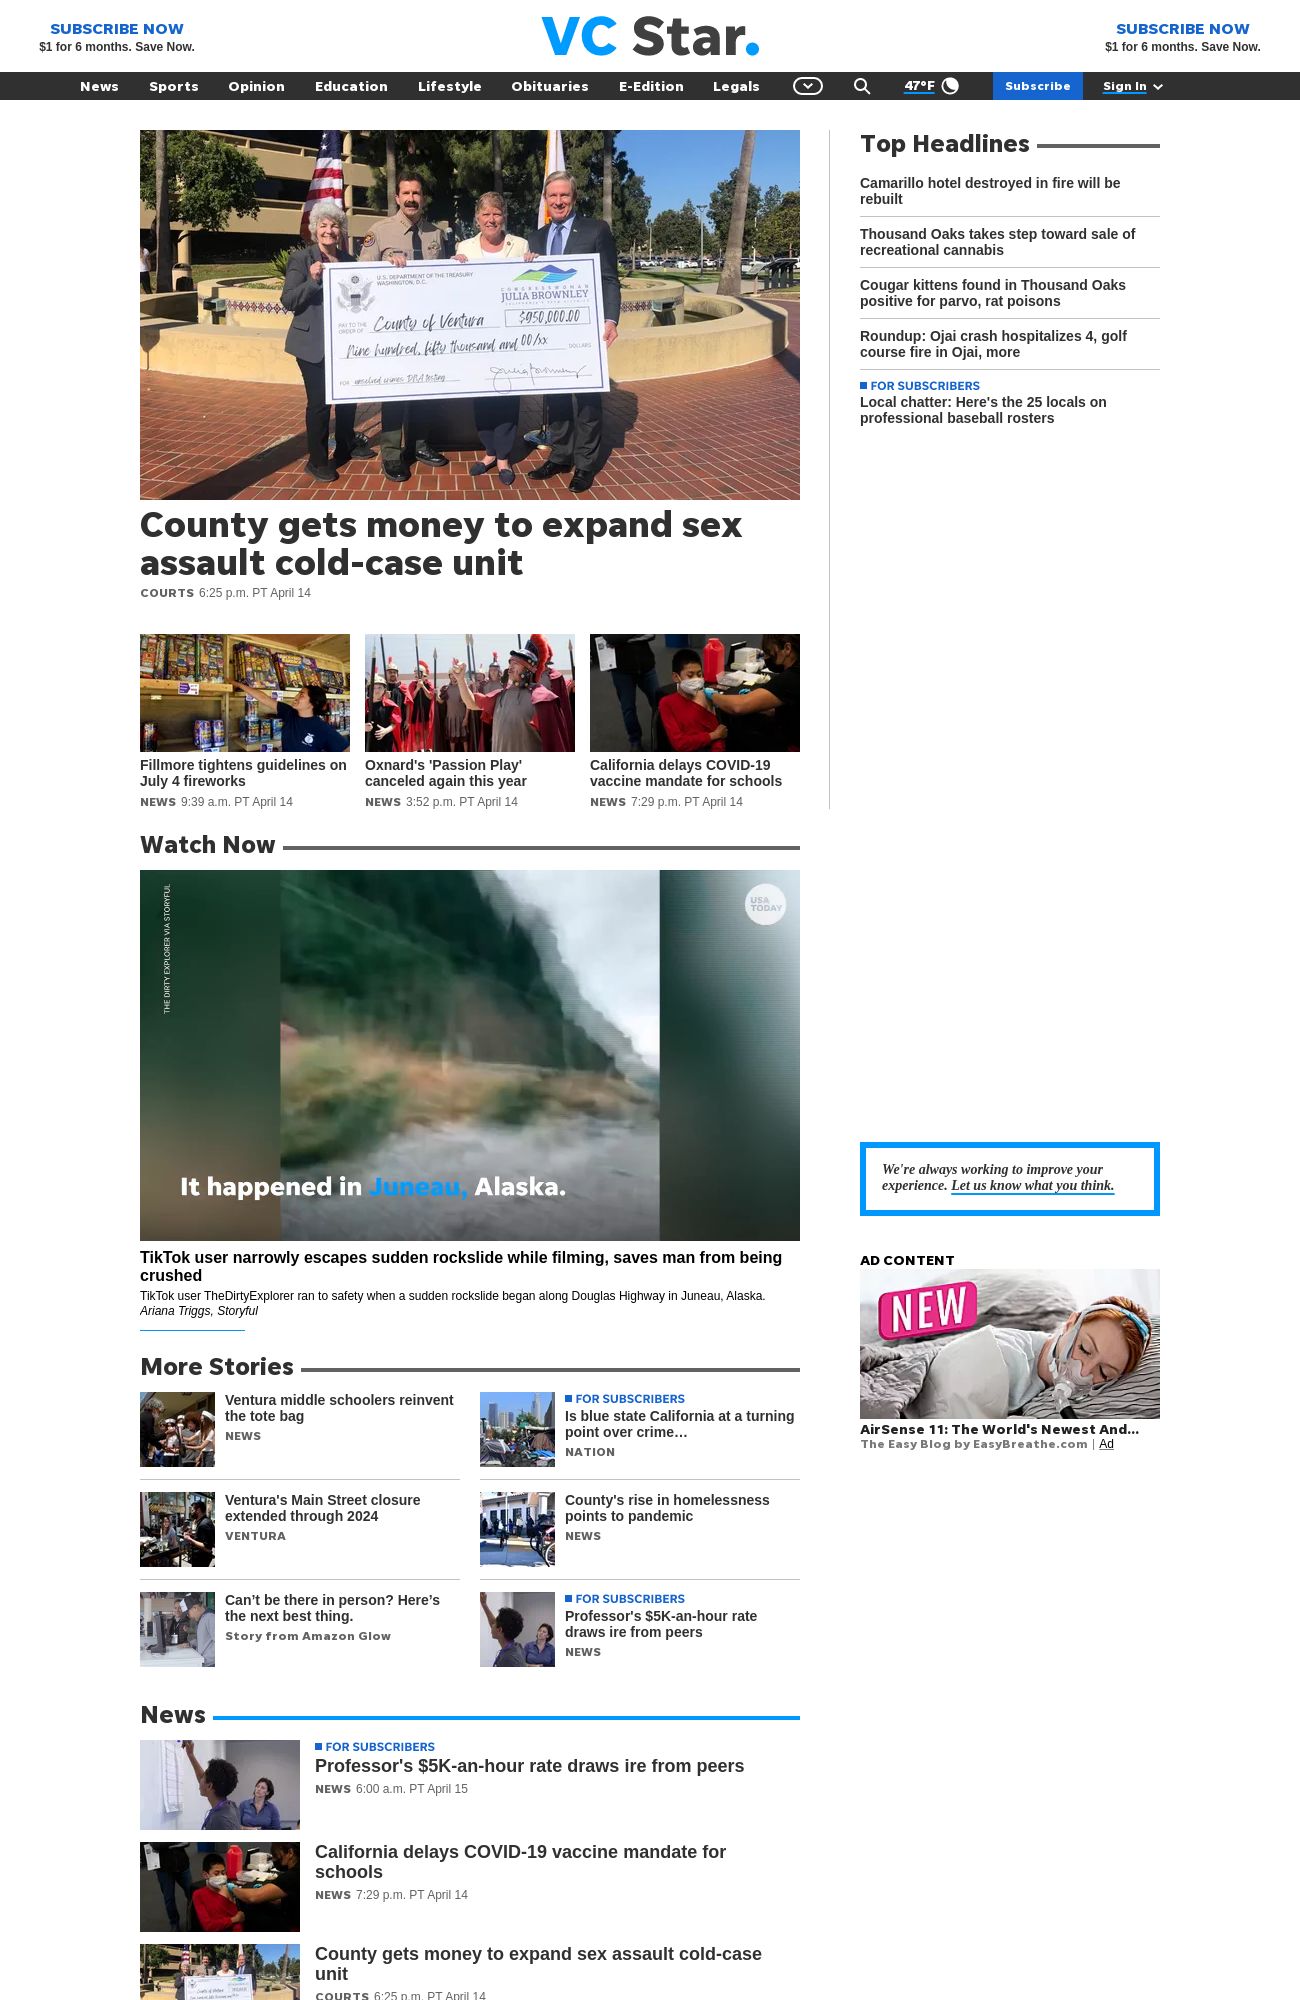 SUBSCRIBE NOW
$1 for 6 months. Save Now.
VC Star.
SUBSCRIBE NOW
$1 for 6 months. Save Now.
News Sports Opinion Education Lifestyle Obituaries E-Edition Legals 47°F Subscribe Sign In
U.S. DEPARTMENT OF THE TREASURY
WASHINGTON, D.C.
CONGRESSWOMAN
JULIA BROWNLEY
PAY TO THE
ORDER OF County of Ventura $950,000.00
Nine hundred, fifty thousand and 00/xx DOLLARS
FOR unsolved crimes DNA testing
County gets money to expand sex
assault cold-case unit
COURTS 6:25 p.m. PT April 14
Fillmore tightens guidelines on
July 4 fireworks
NEWS 9:39 a.m. PT April 14
Oxnard's 'Passion Play'
canceled again this year
NEWS 3:52 p.m. PT April 14
California delays COVID-19
vaccine mandate for schools
NEWS 7:29 p.m. PT April 14
Top Headlines
Camarillo hotel destroyed in fire will be
rebuilt
Thousand Oaks takes step toward sale of
recreational cannabis
Cougar kittens found in Thousand Oaks
positive for parvo, rat poisons
Roundup: Ojai crash hospitalizes 4, golf
course fire in Ojai, more
FOR SUBSCRIBERS
Local chatter: Here's the 25 locals on
professional baseball rosters
Watch Now
THE DIRTY EXPLORER VIA STORYFUL
USA
TODAY
It happened in Juneau, Alaska.
TikTok user narrowly escapes sudden rockslide while filming, saves man from being
crushed
TikTok user TheDirtyExplorer ran to safety when a sudden rockslide began along Douglas Highway in Juneau, Alaska.
Ariana Triggs, Storyful
We're always working to improve your
experience. Let us know what you think.
AD CONTENT
NEW
AirSense 11: The World's Newest And...
The Easy Blog by EasyBreathe.com | Ad
More Stories
Ventura middle schoolers reinvent
the tote bag
NEWS
FOR SUBSCRIBERS
Is blue state California at a turning
point over crime…
NATION
Ventura's Main Street closure
extended through 2024
VENTURA
County's rise in homelessness
points to pandemic
NEWS
Can’t be there in person? Here’s
the next best thing.
Story from Amazon Glow
FOR SUBSCRIBERS
Professor's $5K-an-hour rate
draws ire from peers
NEWS
News
FOR SUBSCRIBERS
Professor's $5K-an-hour rate draws ire from peers
NEWS 6:00 a.m. PT April 15
California delays COVID-19 vaccine mandate for
schools
NEWS 7:29 p.m. PT April 14
County gets money to expand sex assault cold-case
unit
COURTS 6:25 p.m. PT April 14